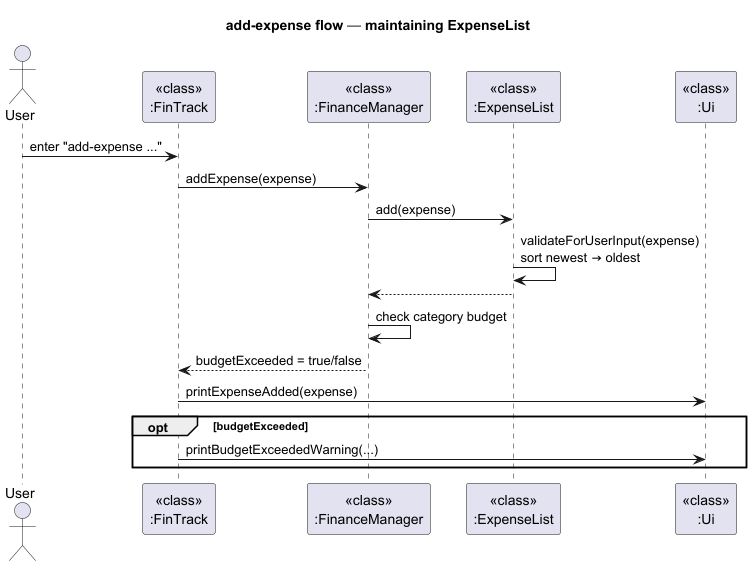 add-expense flow — maintaining ExpenseList
User
«class»
:FinTrack
«class»
:FinanceManager
«class»
:ExpenseList
«class»
:Ui
enter "add-expense ..."
addExpense(expense)
add(expense)
validateForUserInput(expense)
sort newest → oldest
check category budget
budgetExceeded = true/false
printExpenseAdded(expense)
opt [budgetExceeded]
printBudgetExceededWarning(...)
User
«class»
:FinTrack
«class»
:FinanceManager
«class»
:ExpenseList
«class»
:Ui